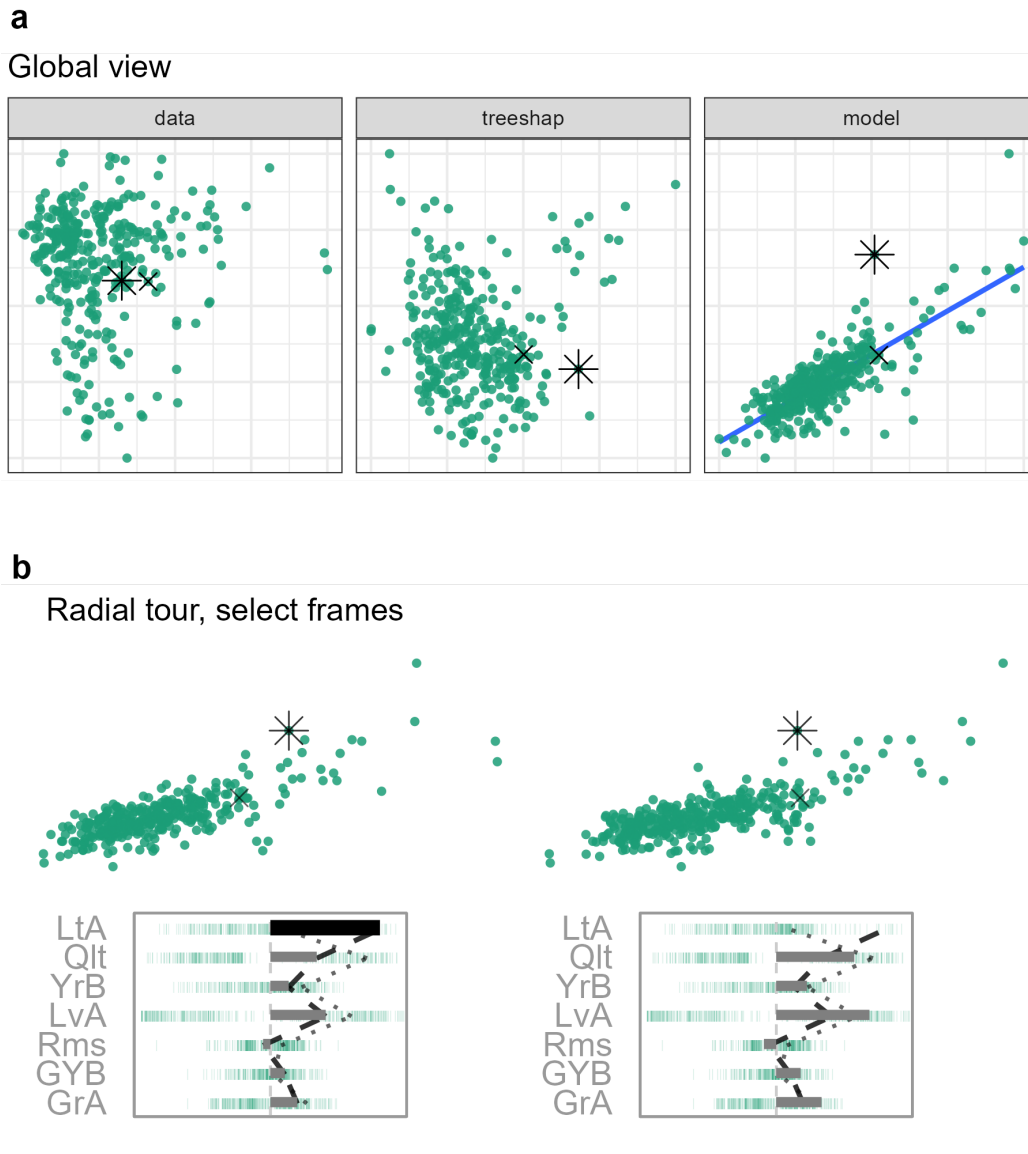 a
Global view
data treeshap model
b
Radial tour, select frames
LtA LtA
Qlt Qlt
YrB YrB
LvA LvA
Rms Rms
GYB GYB
GrA GrA